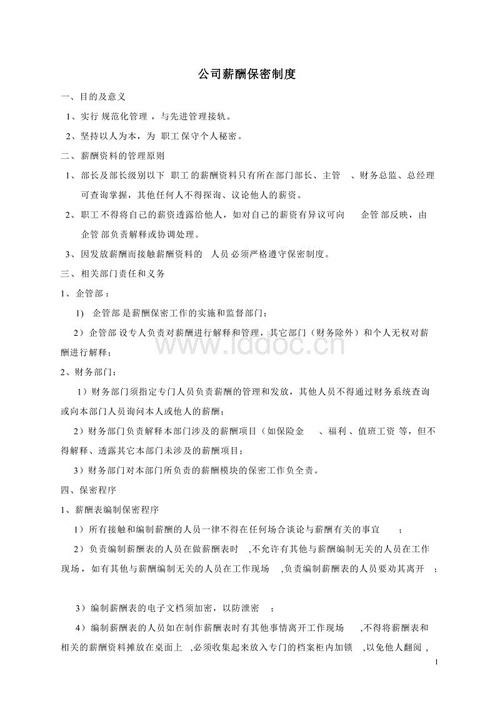 公司薪酬保密制度
一、目的及意义
1、实行 规范化管理 ，与先进管理接轨。
2、坚持以人为本，为 职工保守个人秘密。
二、薪酬资料的管理原则
1、部长及部长级别以下 职工的薪酬资料只有所在部门部长、主管 、财务总监、总经理
可查询掌握，其他任何人不得探询、议论他人的薪资。
2、职工不得将自己的薪资透露给他人，如对自己的薪资有异议可向 企管部反映，由
企管部负责解释或协调处理。
3、因发放薪酬而接触薪酬资料的 人员必须严格遵守保密制度。
三、相关部门责任和义务
1、企管部：
1) 企管部 是薪酬保密工作的实施和监督部门；
2）企管部 设专人负责对薪酬进行解释和管理，其它部门（财务除外）和个人无权对薪
酬进行解释；
www.lddoc.cn
2、财务部门：
1）财务部门须指定专门人员负责薪酬的管理和发放，其他人员不得通过财务系统查询
或向本部门人员询问本人或他人的薪酬；
2）财务部门负责解释本部门涉及的薪酬项目（如保险金 、福利 、值班工资 等，但不
得解释、透露其它本部门未涉及的薪酬项目；
3）财务部门对本部门所负责的薪酬模块的保密工作负全责。
四、保密程序
1、薪酬表编制保密程序
1）所有接触和编制薪酬的人员一律不得在任何场合谈论与薪酬有关的事宜 ；
2）负责编制薪酬表的人员在做薪酬表时 ,不允许有其他与薪酬编制无关的人员在工作
现场，如有其他与薪酬编制无关的人员在工作现场 ,负责编制薪酬表的人员要劝其离开 ；
3）编制薪酬表的电子文档须加密，以防泄密 ；
4）编制薪酬表的人员如在制作薪酬表时有其他事情离开工作现场 ,不得将薪酬表和
相关的薪酬资料摊放在桌面上 ,必须收集起来放入专门的档案柜内加锁 ，以免他人翻阅，
1